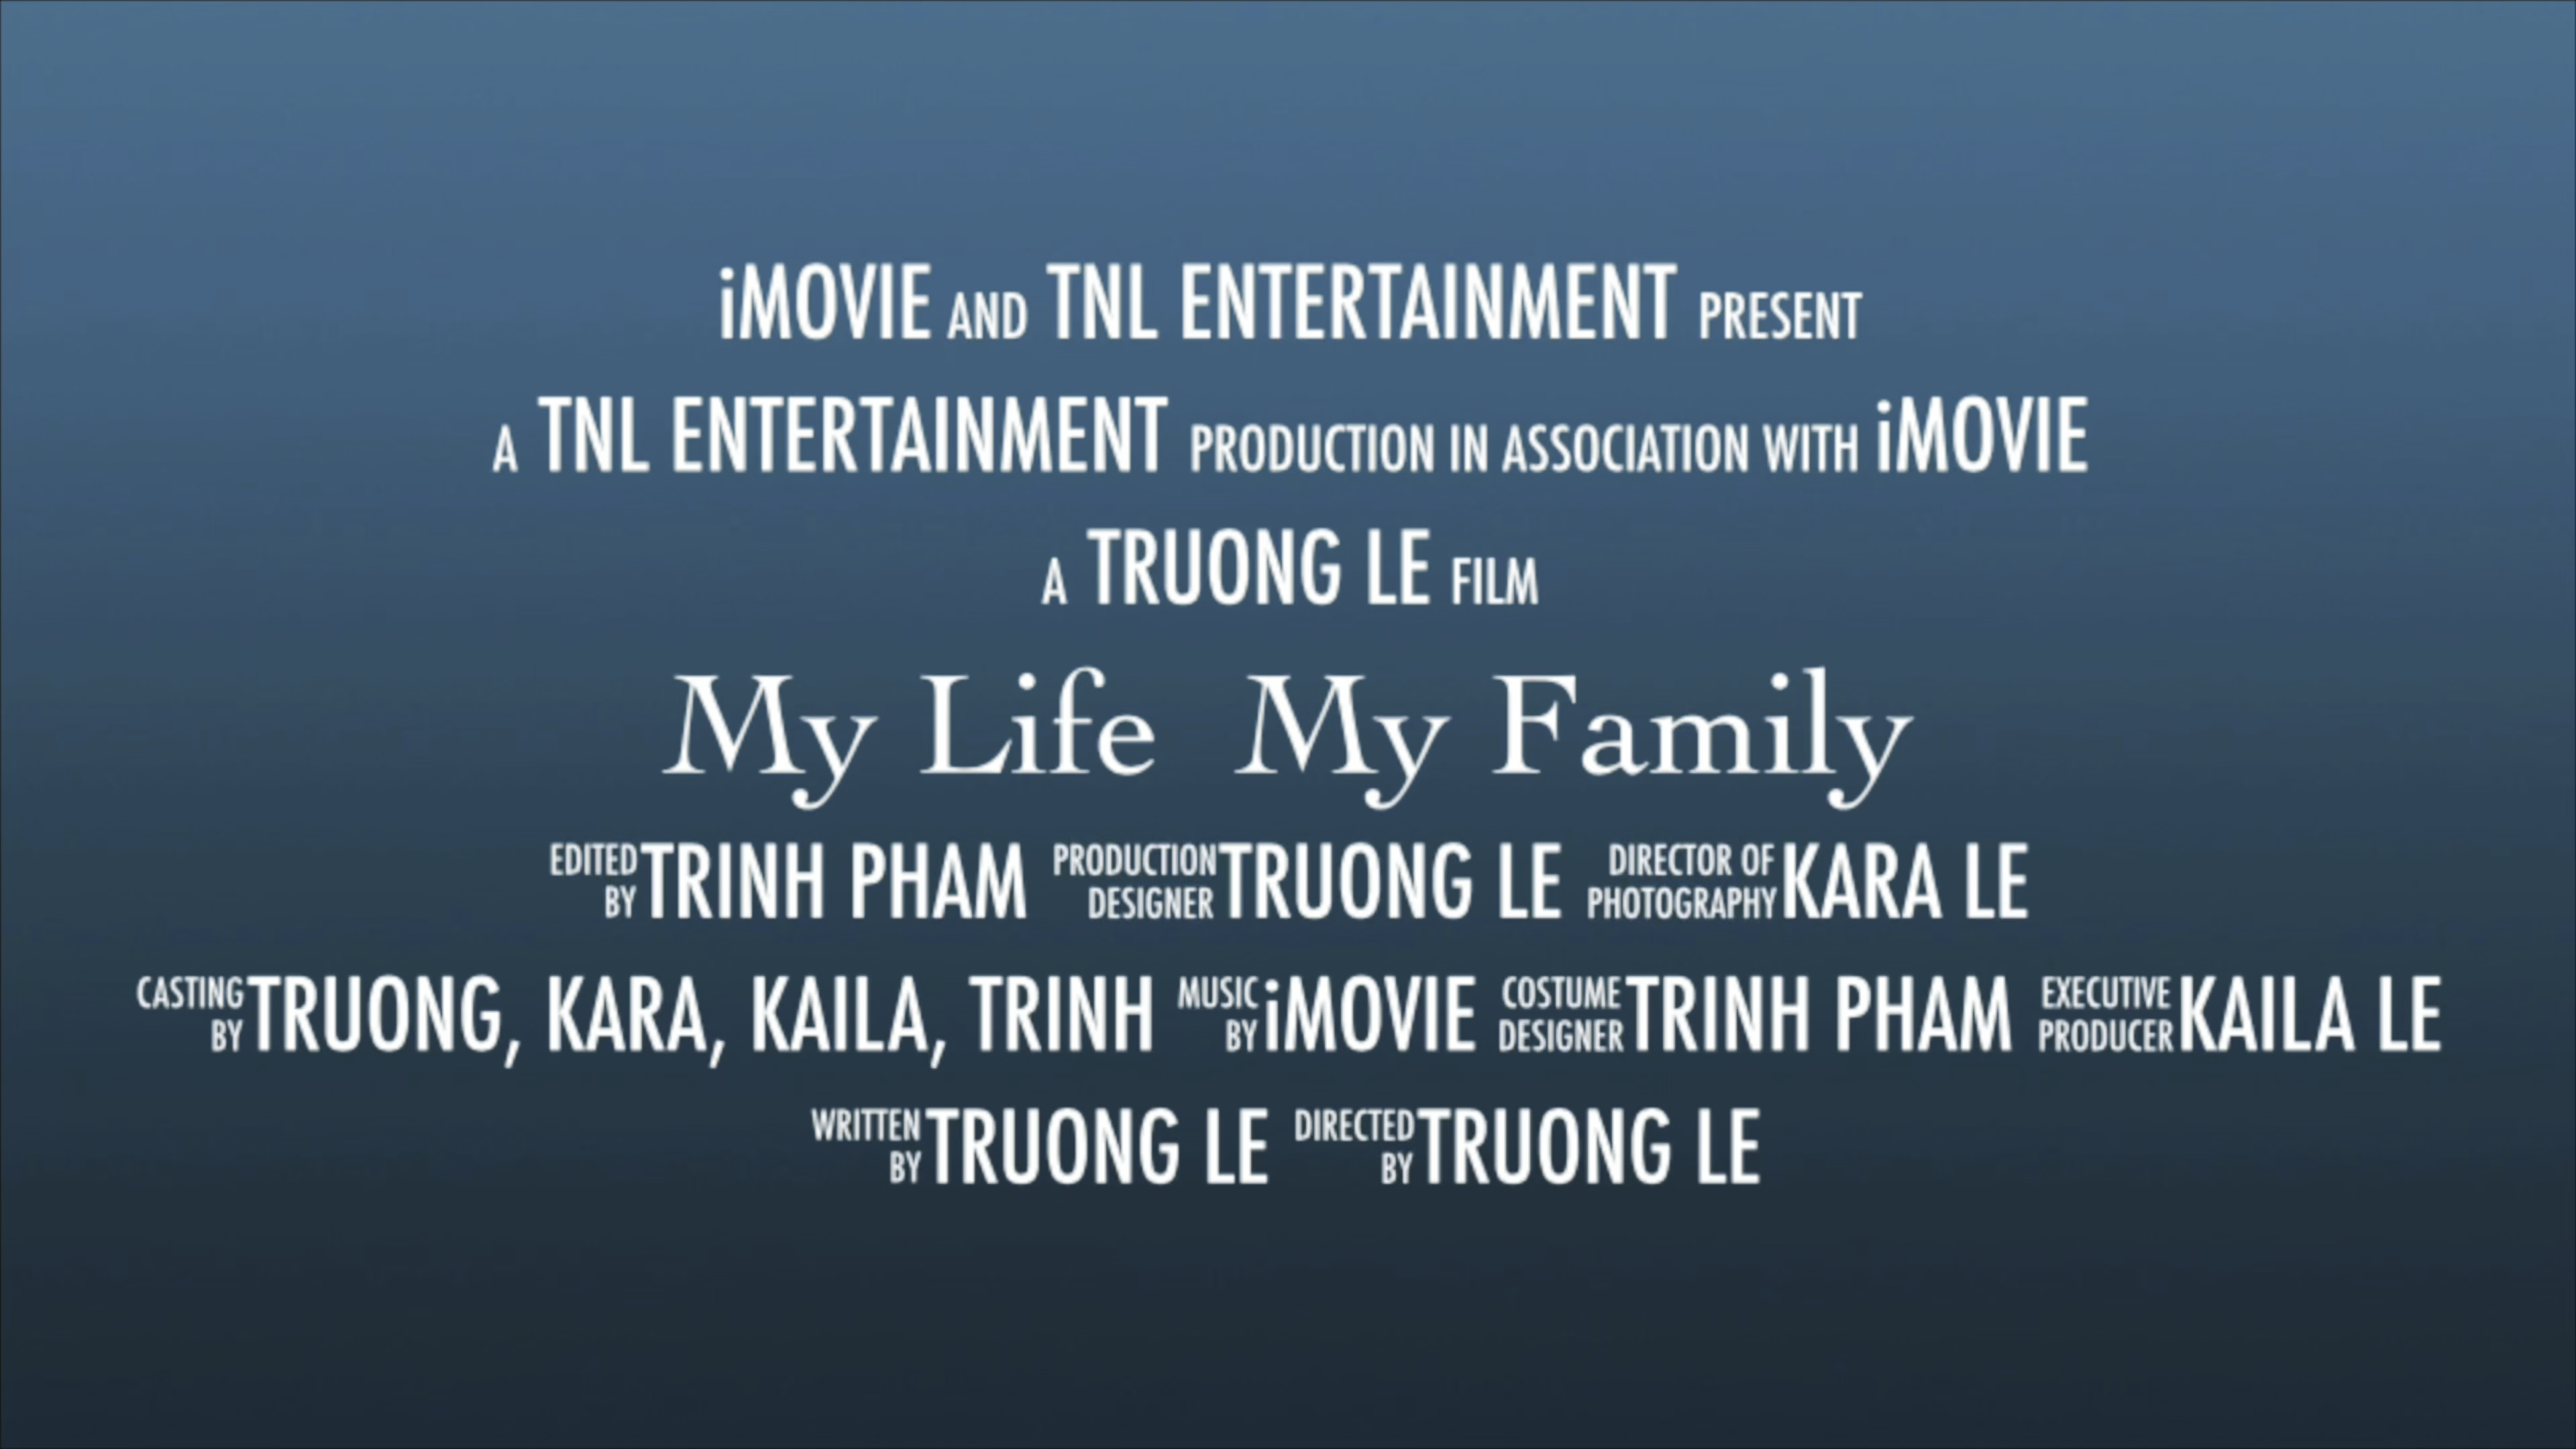 iMOVIE AND TNL ENTERTAINMENT PRESENT
A TNL ENTERTAINMENT PRODUCTION IN ASSOCIATION WITH iMOVIE
A TRUONG LE FILM
My Life My Family
EDITED BY TRINH PHAM PRODUCTION DESIGNER TRUONG LE DIRECTOR OF PHOTOGRAPHY KARA LE
CASTING BY TRUONG, KARA, KAILA, TRINH MUSIC BY iMOVIE COSTUME DESIGNER TRINH PHAM EXECUTIVE PRODUCER KAILA LE
WRITTEN BY TRUONG LE DIRECTED BY TRUONG LE